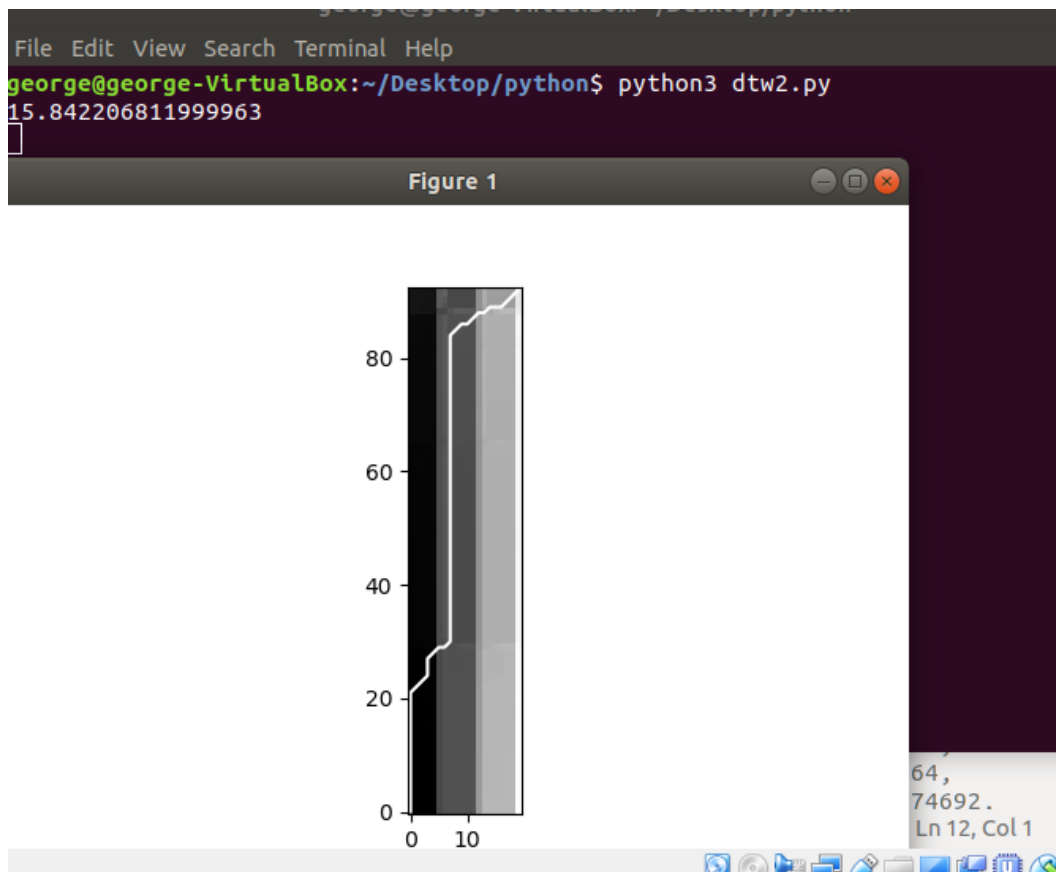 File Edit View Search Terminal Help
george@george-VirtualBox:~/Desktop/python$ python3 dtw2.py
15.842206811999963
Figure 1
80
60
40
20
0
0 10
64,
74692.
Ln 12, Col 1